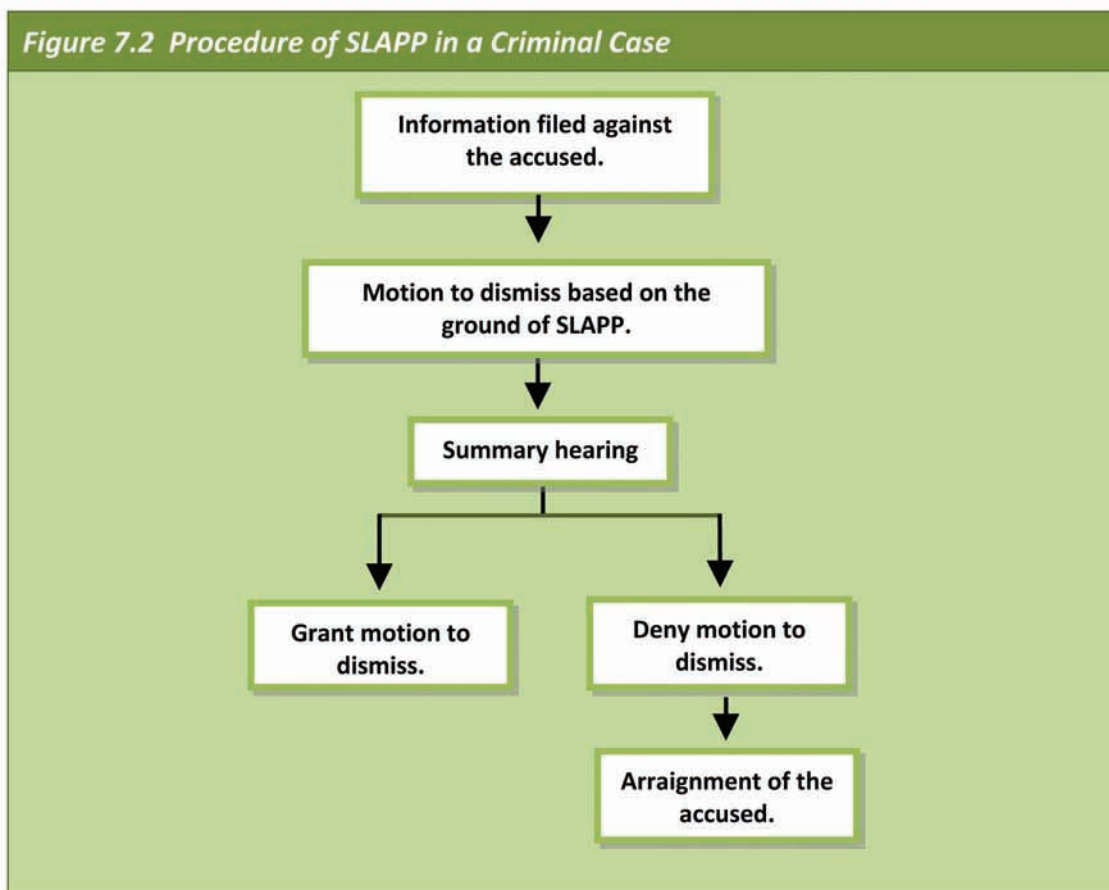 Figure 7.2 Procedure of SLAPP in a Criminal Case
Information filed against
the accused.
Motion to dismiss based on the
ground of SLAPP.
Summary hearing
Grant motion to
dismiss.
Deny motion to
dismiss.
Arraignment of the
accused.